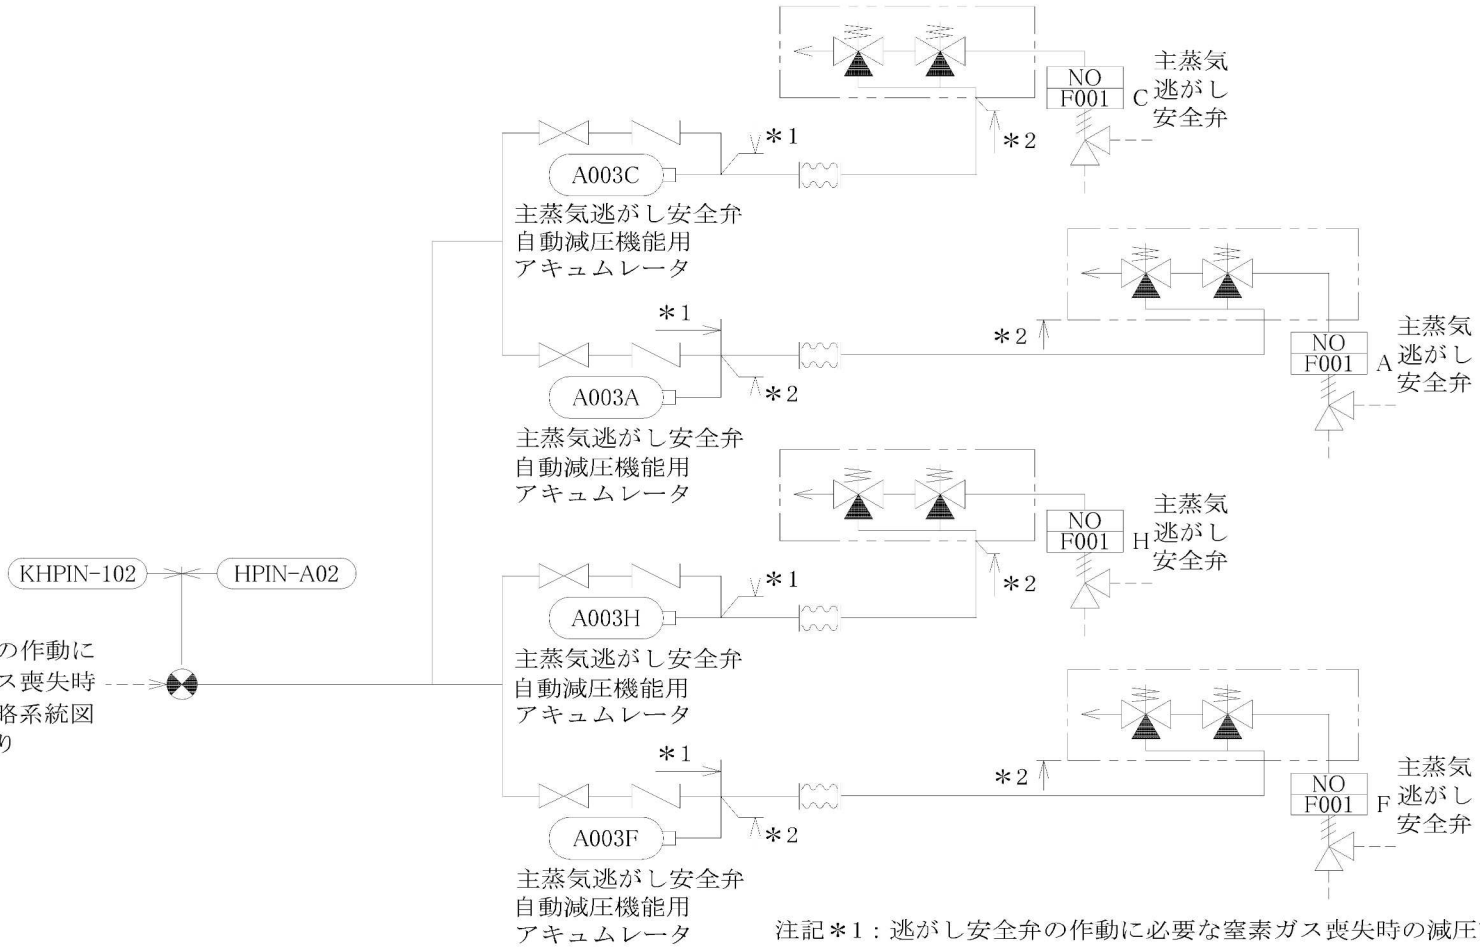 NO
F001
C
主蒸気
逃がし
安全弁
*1
*2
A003C
主蒸気逃がし安全弁
自動減圧機能用
アキュムレータ
*1
*2
*2
NO
F001
A
主蒸気
逃がし
安全弁
A003A
主蒸気逃がし安全弁
自動減圧機能用
アキュムレータ
NO
F001
H
主蒸気
逃がし
安全弁
KHPIN-102
HPIN-A02
*1
*2
A003H
主蒸気逃がし安全弁
自動減圧機能用
アキュムレータ
の作動に
ス喪失時
略系統図
り
*1
*2
*2
NO
F001
F
主蒸気
逃がし
安全弁
A003F
主蒸気逃がし安全弁
自動減圧機能用
アキュムレータ
注記*1:逃がし安全弁の作動に必要な窒素ガス喪失時の減圧